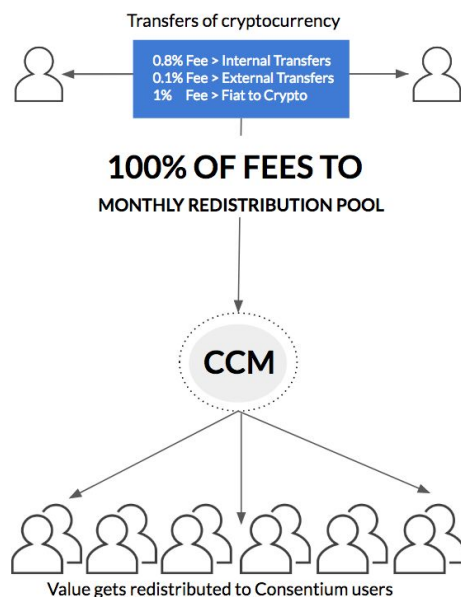 Transfers of cryptocurrency
0.8% Fee > Internal Transfers
0.1% Fee > External Transfers
1% Fee > Fiat to Crypto
100% OF FEES TO
MONTHLY REDISTRIBUTION POOL
CCM
Value gets redistributed to Consentium users